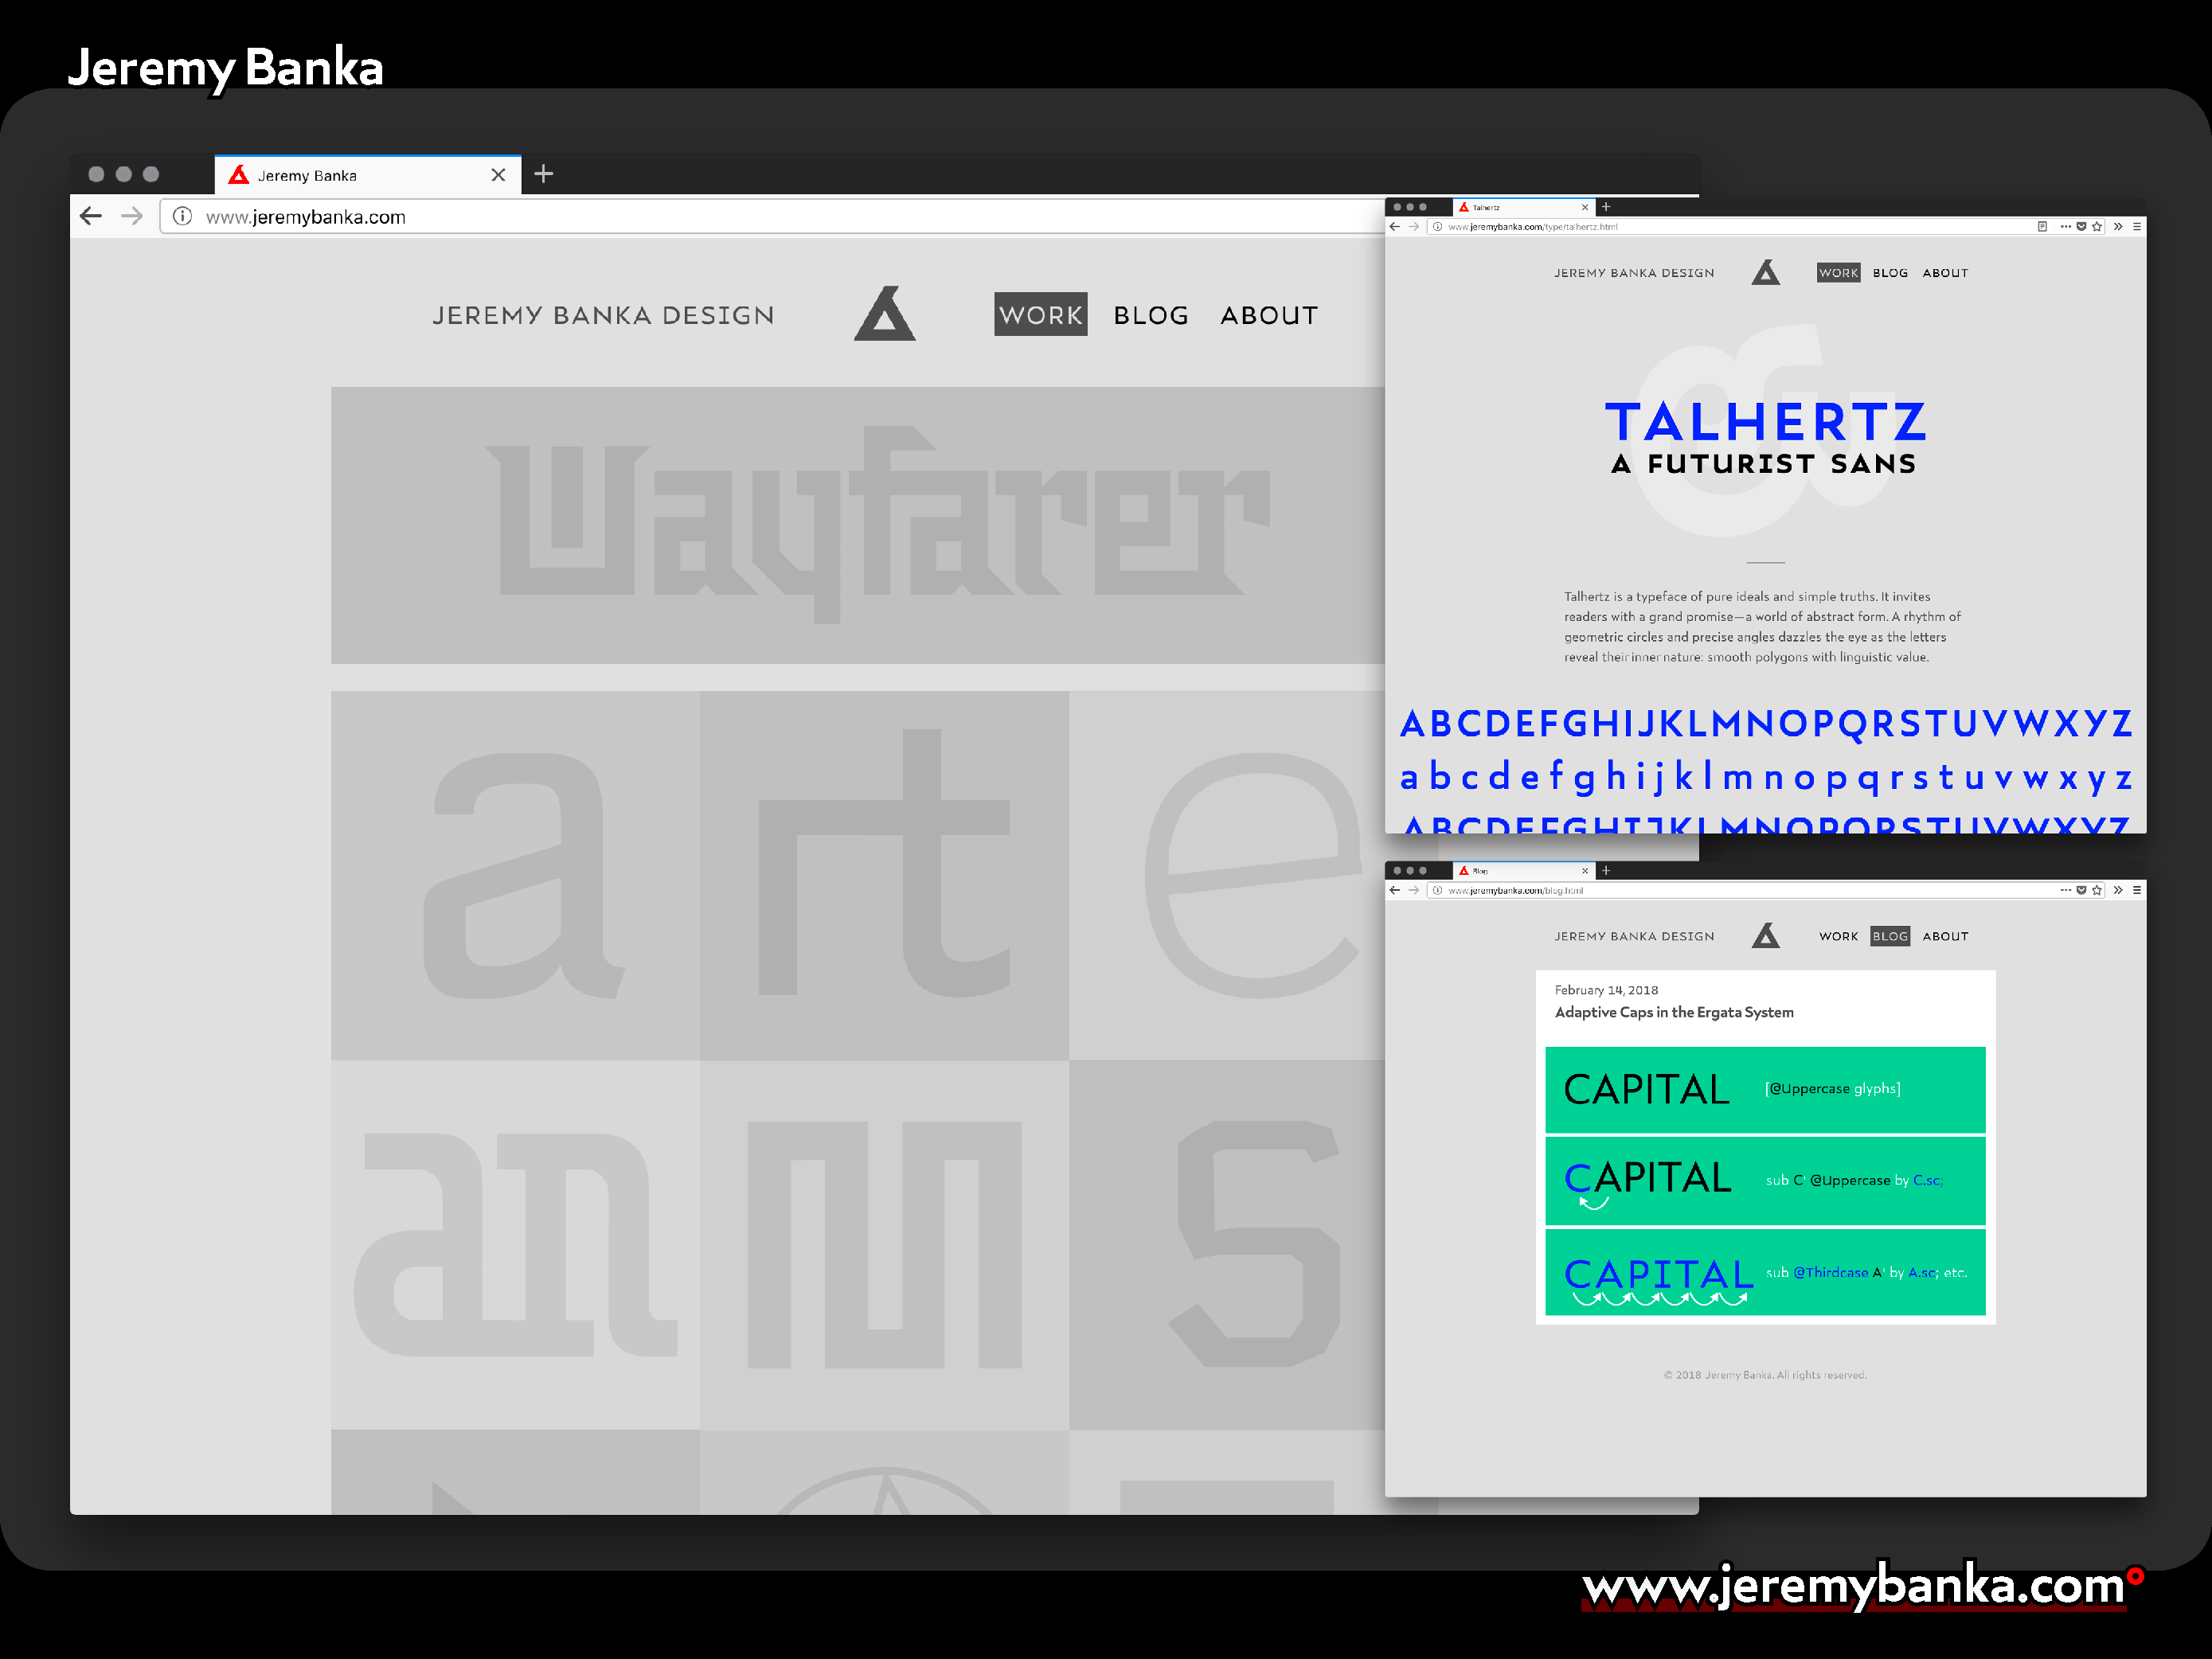 Jeremy Banka
Jeremy Banka
www.jeremybanka.com
JEREMY BANKA DESIGN WORK BLOG ABOUT
Wayfarer
a rt e
an M S
Talhertz
www.jeremybanka.com/type/talhertz.html
JEREMY BANKA DESIGN WORK BLOG ABOUT
TALHERTZ
A FUTURIST SANS
Talhertz is a typeface of pure ideals and simple truths. It invites
readers with a grand promise—a world of abstract form. A rhythm of
geometric circles and precise angles dazzles the eye as the letters
reveal their inner nature: smooth polygons with linguistic value.
ABCDEFGHIJKLMNOPQRSTUVWXYZ
abcdefghijklmnopqrstuvwxyz
ABCDEFGHIJKLMNOPQRSTUVWXYZ
Blog
www.jeremybanka.com/blog.html
JEREMY BANKA DESIGN WORK BLOG ABOUT
February 14, 2018
Adaptive Caps in the Ergata System
CAPITAL [@Uppercase glyphs]
CAPITAL sub C' @Uppercase by C.sc;
CAPITAL sub @Thirdcase A' by A.sc; etc.
© 2018 Jeremy Banka. All rights reserved.
www.jeremybanka.com